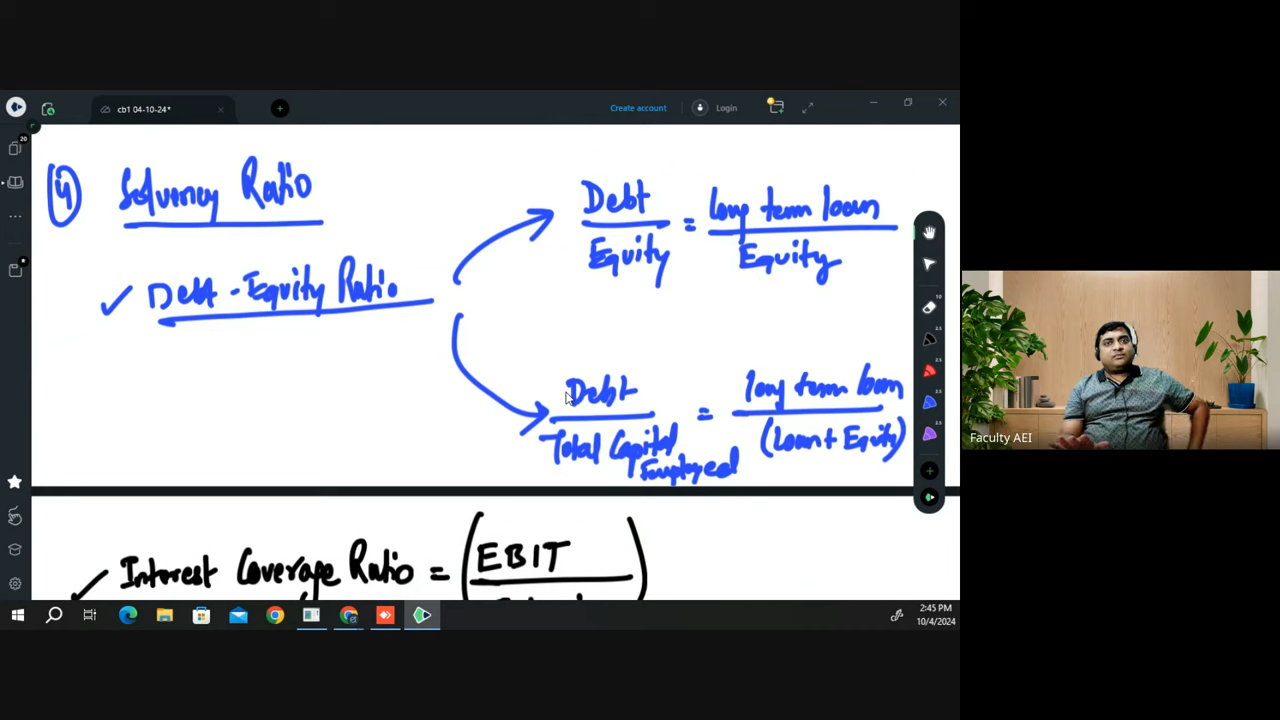 cb1 04-10-24*
Create account
Login
(4) Solvency Ratio
✓ Debt-Equity Ratio
Debt / Equity = long term loan / Equity
Debt / Total Capital Employed = long term loan / (Loan + Equity)
Interest Coverage Ratio = (EBIT
Faculty AEI
2:45 PM
10/4/2024